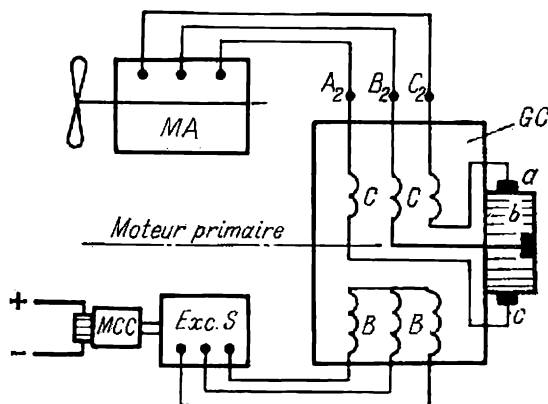 A₂ B₂ C₂
GC
MA
a
C C
b
Moteur primaire
+
c
MCC Exc. S
B B
-